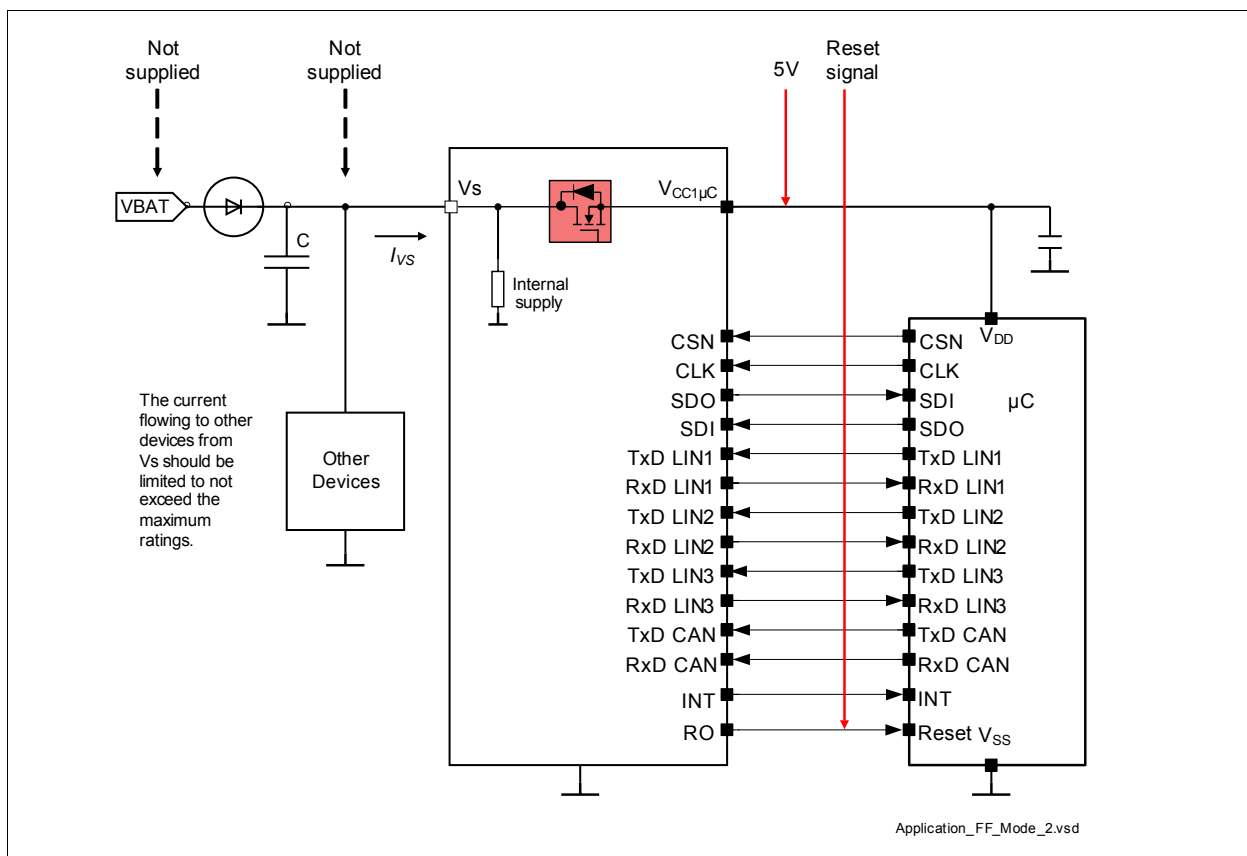 Not
supplied
Not
supplied
5V
Reset
signal
VBAT
C
IVS
Vs
VCC1µC
Internal
supply
The current
flowing to other
devices from
Vs should be
limited to not
exceed the
maximum
ratings.
Other
Devices
CSN
CLK
SDO
SDI
TxD LIN1
RxD LIN1
TxD LIN2
RxD LIN2
TxD LIN3
RxD LIN3
TxD CAN
RxD CAN
INT
RO
VDD
µC
CSN
CLK
SDI
SDO
TxD LIN1
RxD LIN1
TxD LIN2
RxD LIN2
TxD LIN3
RxD LIN3
TxD CAN
RxD CAN
INT
Reset VSS
Application_FF_Mode_2.vsd